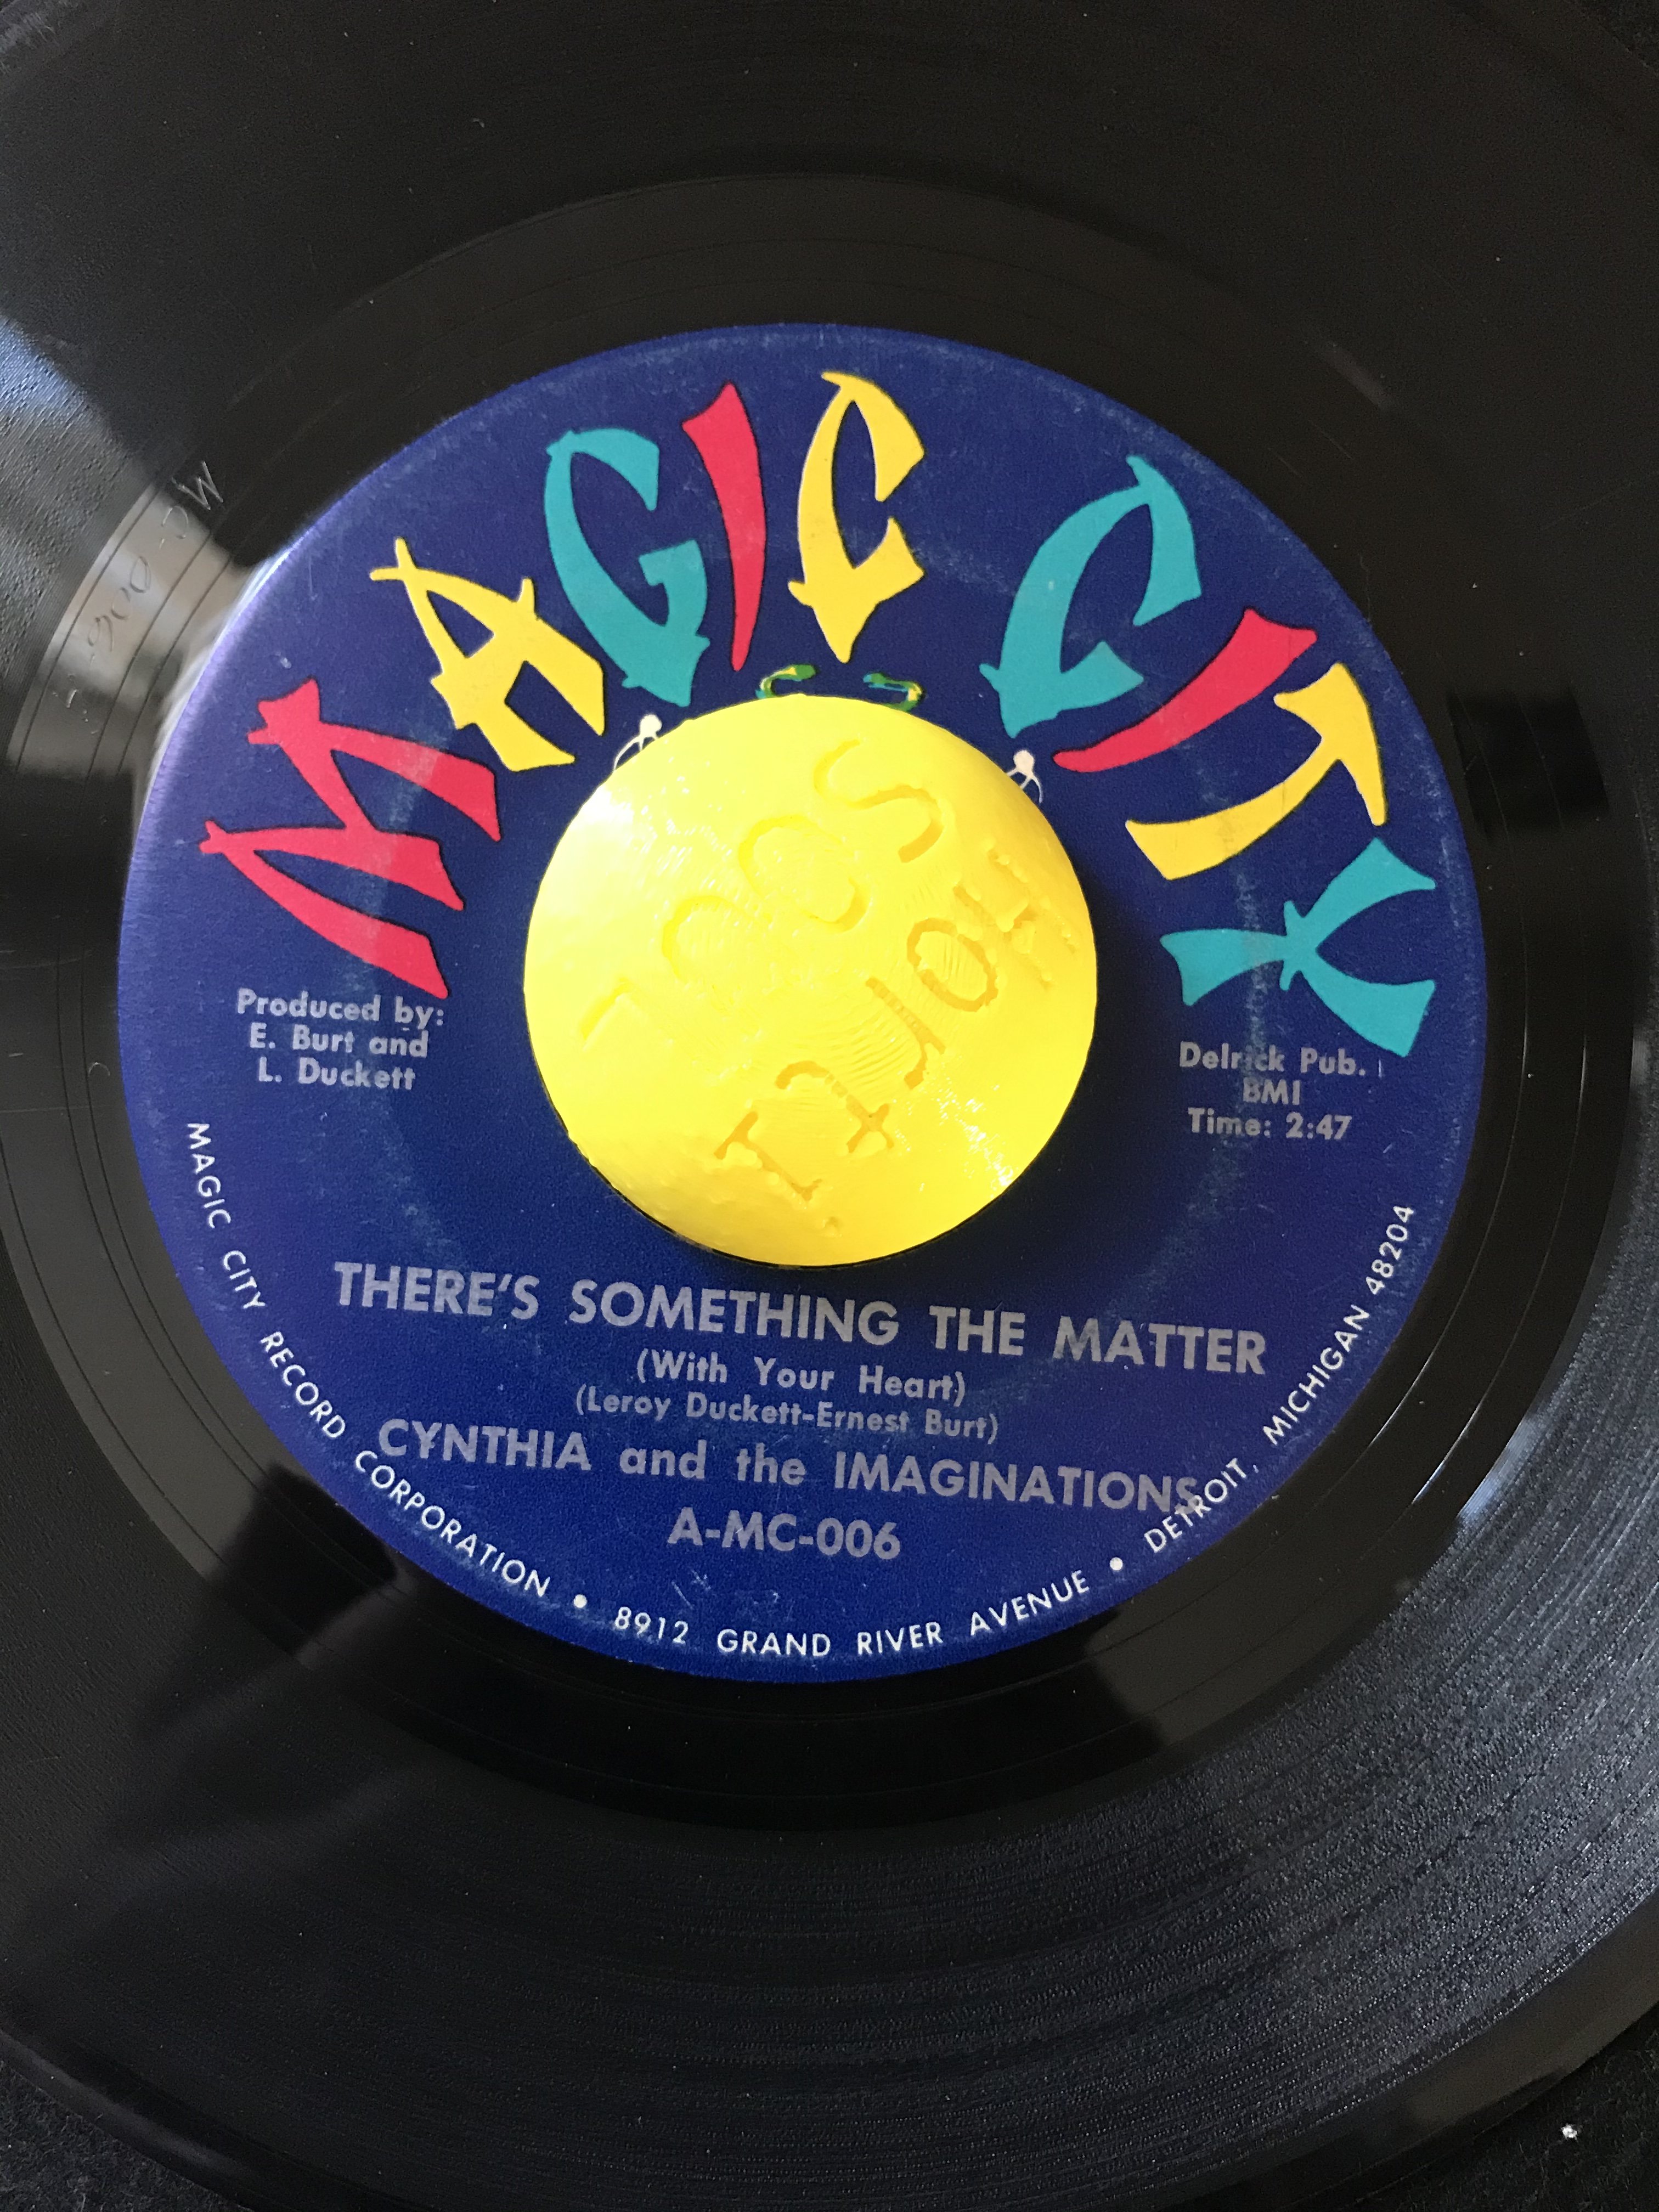 MAGIC CITY
Produced by:
E. Burt and
L. Duckett
Delrick Pub.
BMI
Time: 2:47
THERE'S SOMETHING THE MATTER
(With Your Heart)
(Leroy Duckett-Ernest Burt)
CYNTHIA and the IMAGINATIONS
A-MC-006
MAGIC CITY RECORD CORPORATION • 8912 GRAND RIVER AVENUE • DETROIT, MICHIGAN 48204